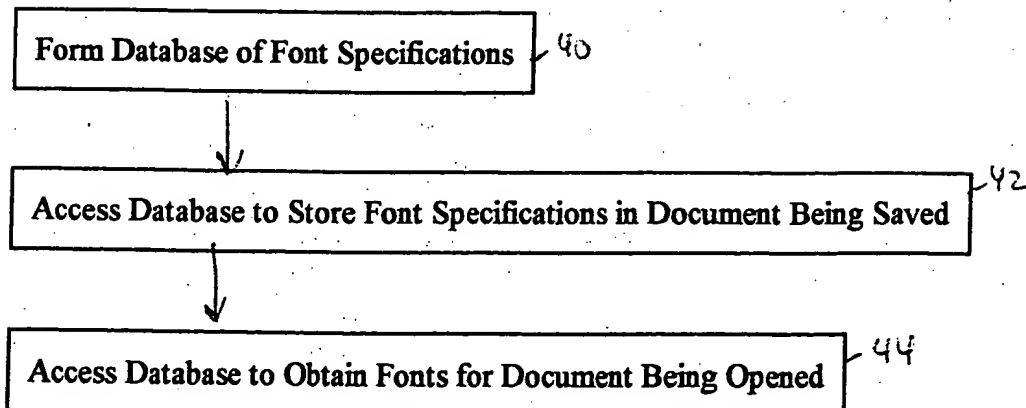 Form Database of Font Specifications
40
Access Database to Store Font Specifications in Document Being Saved
42
Access Database to Obtain Fonts for Document Being Opened
44